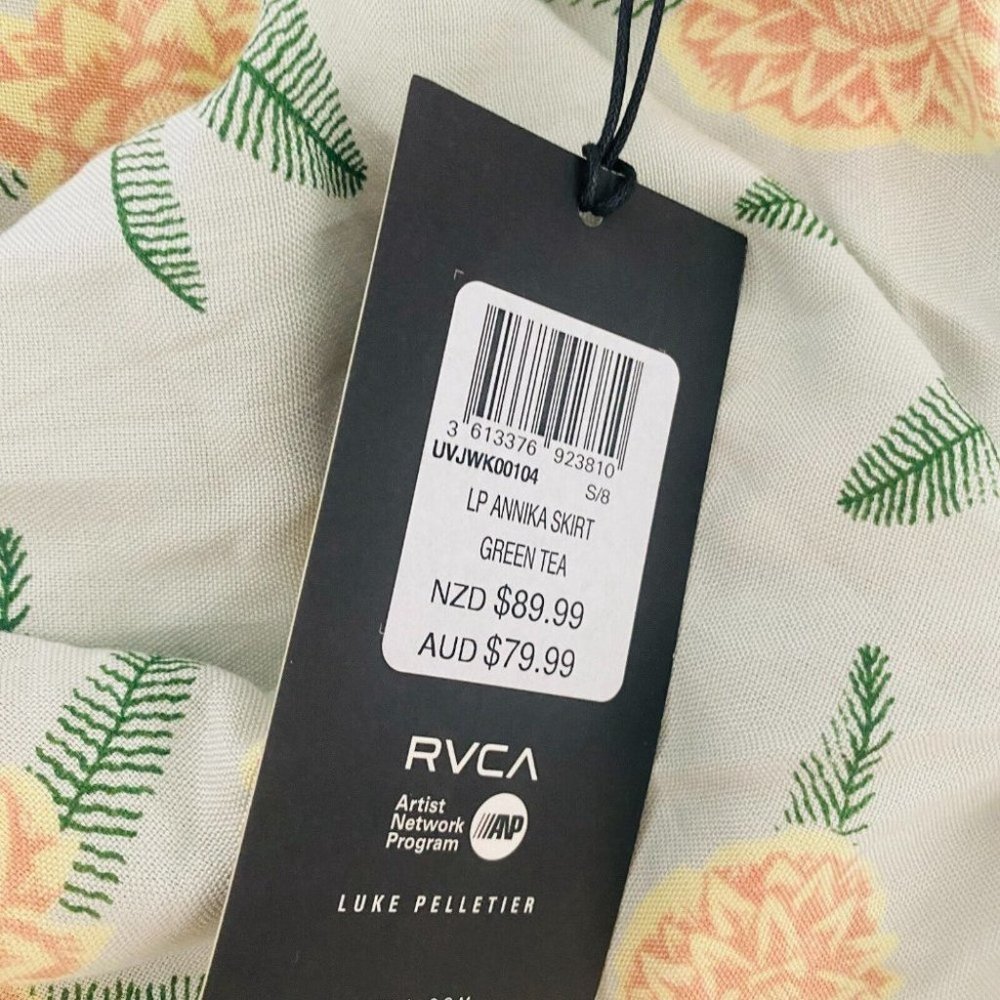 3 613376 923810
UVJWK00104
S/8
LP ANNIKA SKIRT
GREEN TEA
NZD $89.99
AUD $79.99
RVCA
Artist
Network
Program
ANP
LUKE PELLETIER